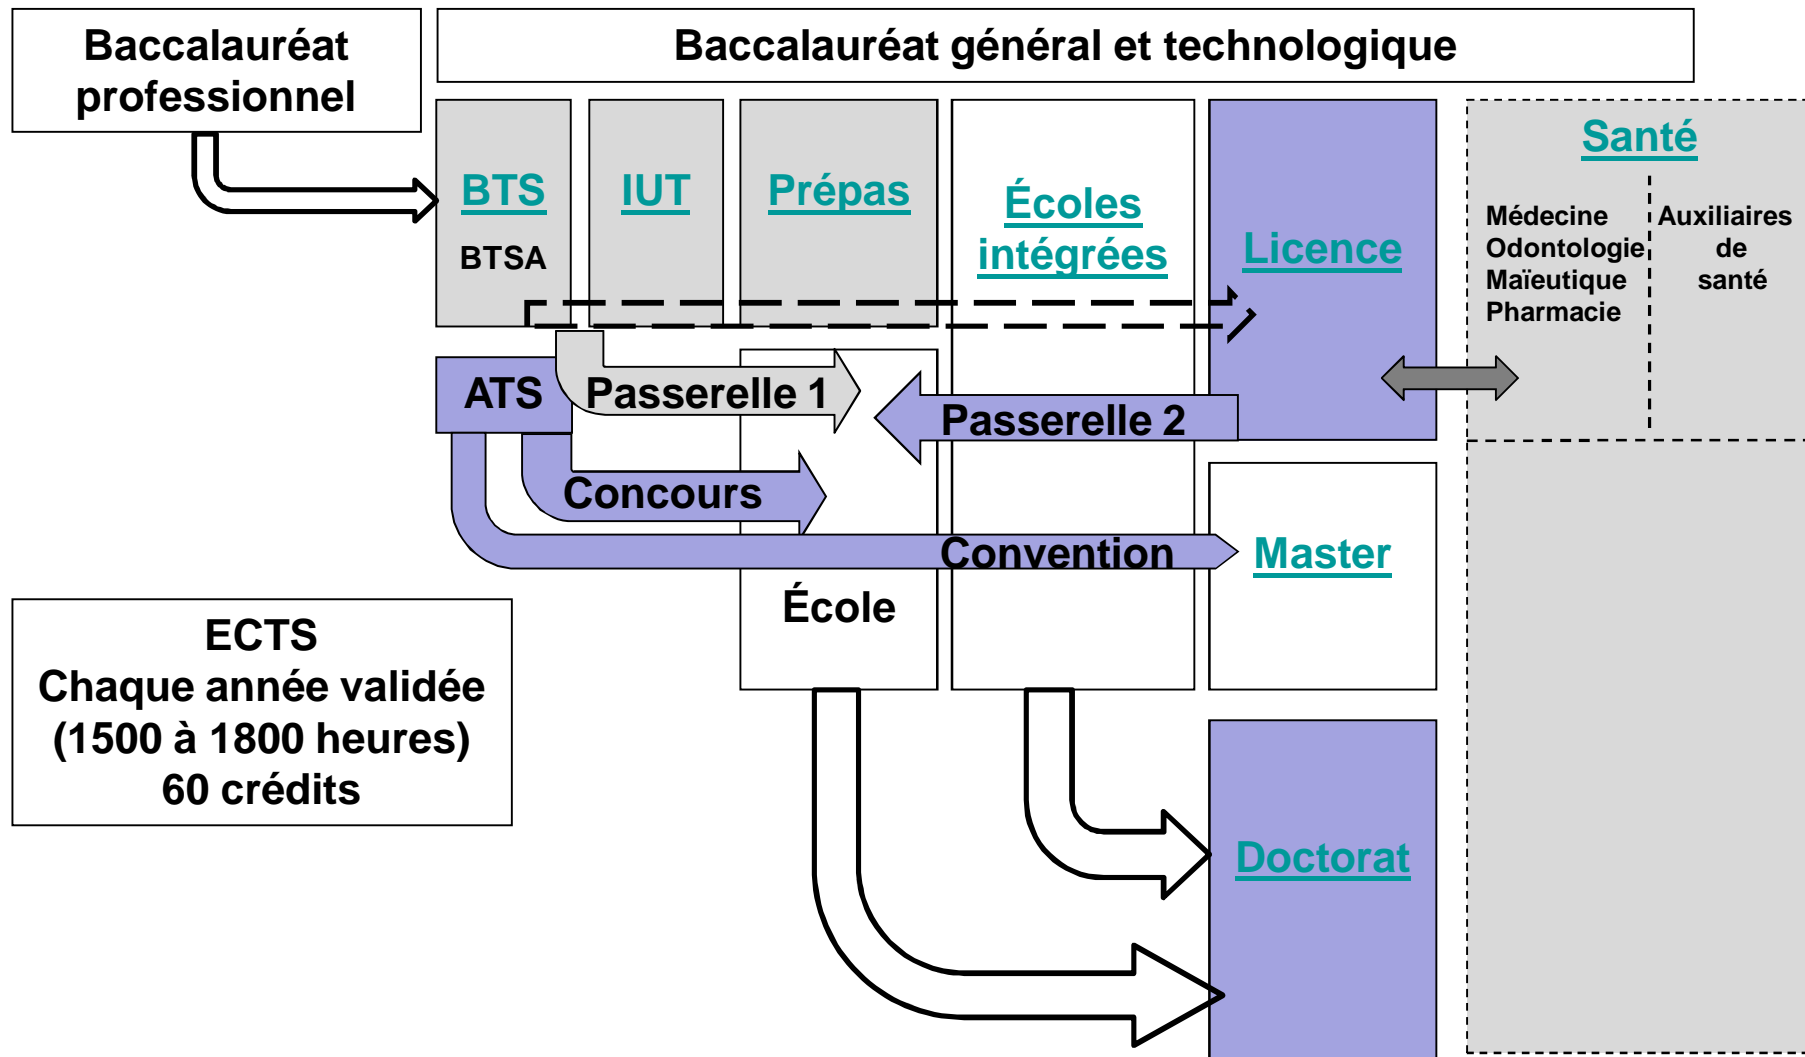 Baccalauréat
professionnel
Baccalauréat général et technologique
BTS
BTSA
IUT
Prépas
Écoles
intégrées
Licence
Santé
Médecine
Odontologie
Maïeutique
Pharmacie
Auxiliaires
de
santé
ATS
Passerelle 1
Passerelle 2
Concours
Convention
Master
École
ECTS
Chaque année validée
(1500 à 1800 heures)
60 crédits
Doctorat